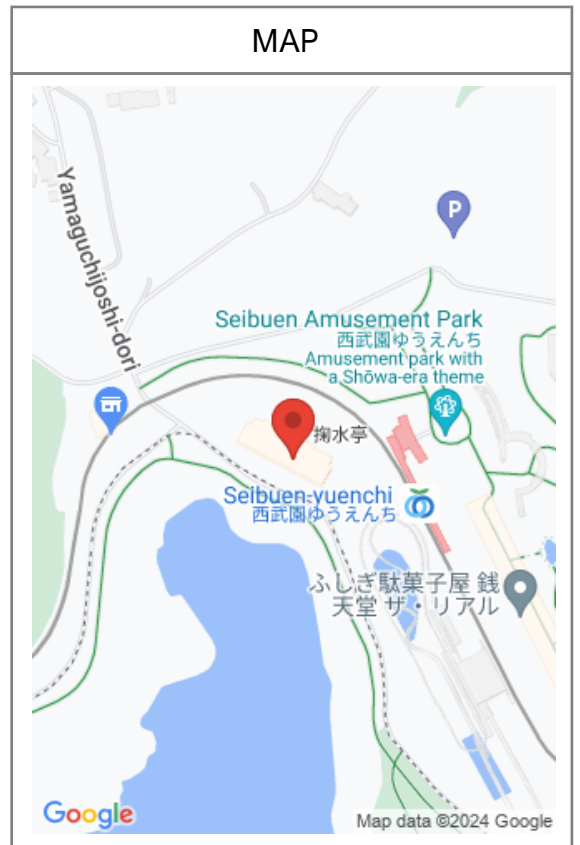 MAP
Yamaguchijoshi-dori
P
Seibuen Amusement Park
西武園ゆうえんち
Amusement park with
a Shōwa-era theme
掬水亭
Seibuen-yuenchi
西武園ゆうえんち
ふしぎ駄菓子屋 銭
天堂 ザ・リアル
Google
Map data ©2024 Google